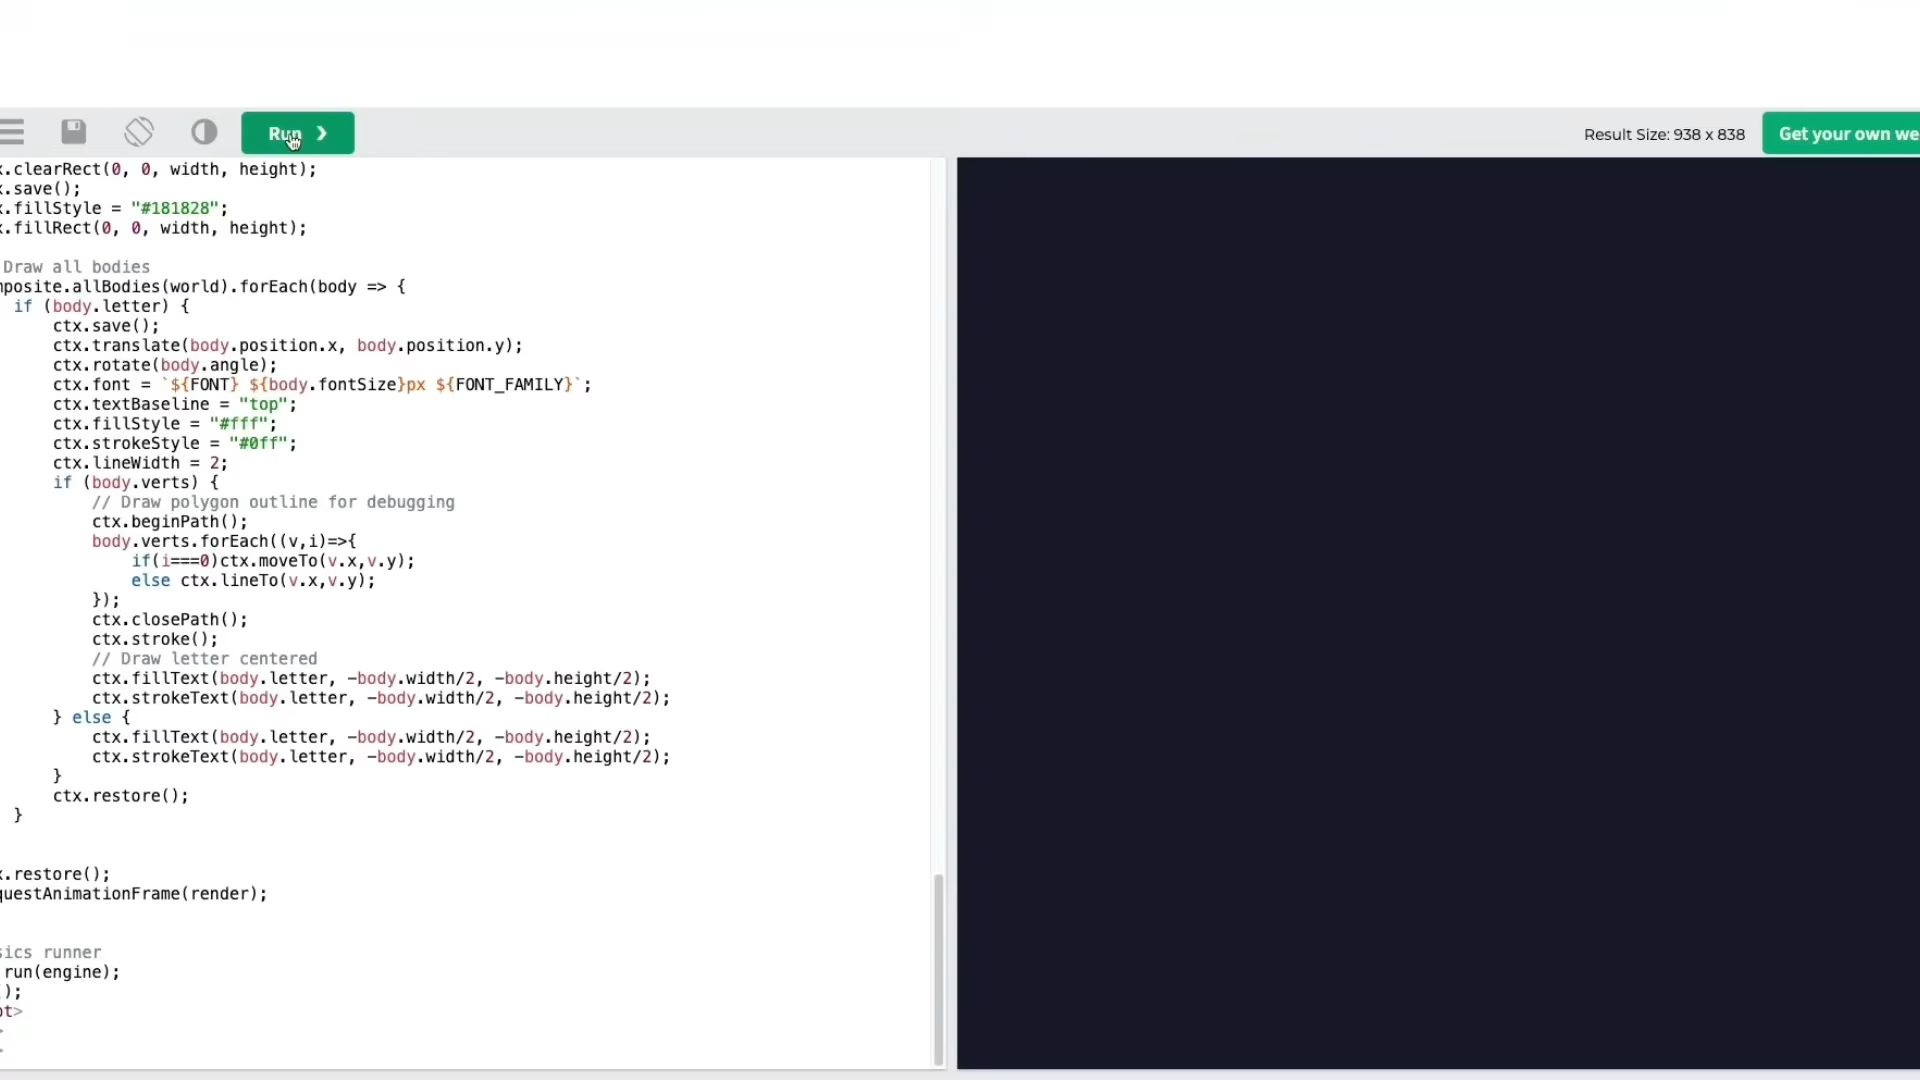 Run ❯
Result Size: 938 x 838
Get your own we
x.clearRect(0, 0, width, height);
x.save();
x.fillStyle = "#181828";
x.fillRect(0, 0, width, height);
Draw all bodies
mposite.allBodies(world).forEach(body => {
if (body.letter) {
ctx.save();
ctx.translate(body.position.x, body.position.y);
ctx.rotate(body.angle);
ctx.font = `${FONT} ${body.fontSize}px ${FONT_FAMILY}`;
ctx.textBaseline = "top";
ctx.fillStyle = "#fff";
ctx.strokeStyle = "#0ff";
ctx.lineWidth = 2;
if (body.verts) {
// Draw polygon outline for debugging
ctx.beginPath();
body.verts.forEach((v,i)=>{
if(i===0)ctx.moveTo(v.x,v.y);
else ctx.lineTo(v.x,v.y);
});
ctx.closePath();
ctx.stroke();
// Draw letter centered
ctx.fillText(body.letter, -body.width/2, -body.height/2);
ctx.strokeText(body.letter, -body.width/2, -body.height/2);
} else {
ctx.fillText(body.letter, -body.width/2, -body.height/2);
ctx.strokeText(body.letter, -body.width/2, -body.height/2);
}
ctx.restore();
}
x.restore();
questAnimationFrame(render);
sics runner
run(engine);
();
pt>
>
>